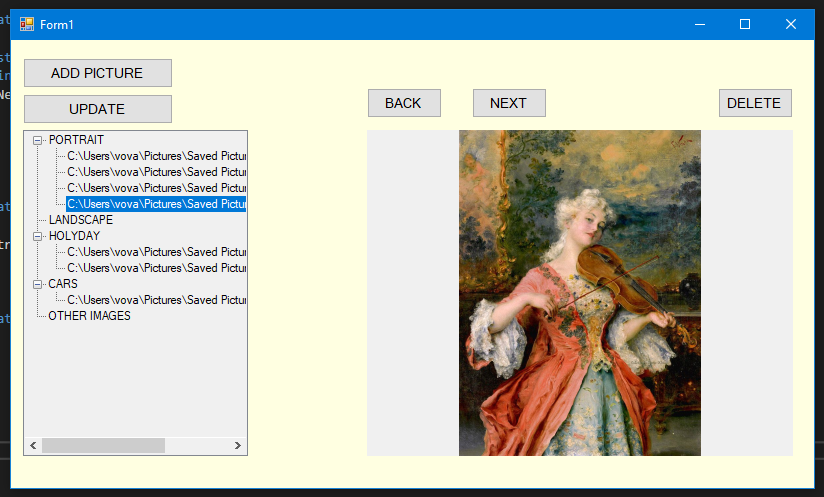 Form1
ADD PICTURE
UPDATE
BACK
NEXT
DELETE
PORTRAIT
C:\Users\vova\Pictures\Saved Pictur
C:\Users\vova\Pictures\Saved Pictur
C:\Users\vova\Pictures\Saved Pictur
C:\Users\vova\Pictures\Saved Pictur
LANDSCAPE
HOLYDAY
C:\Users\vova\Pictures\Saved Pictur
C:\Users\vova\Pictures\Saved Pictur
CARS
C:\Users\vova\Pictures\Saved Pictur
OTHER IMAGES